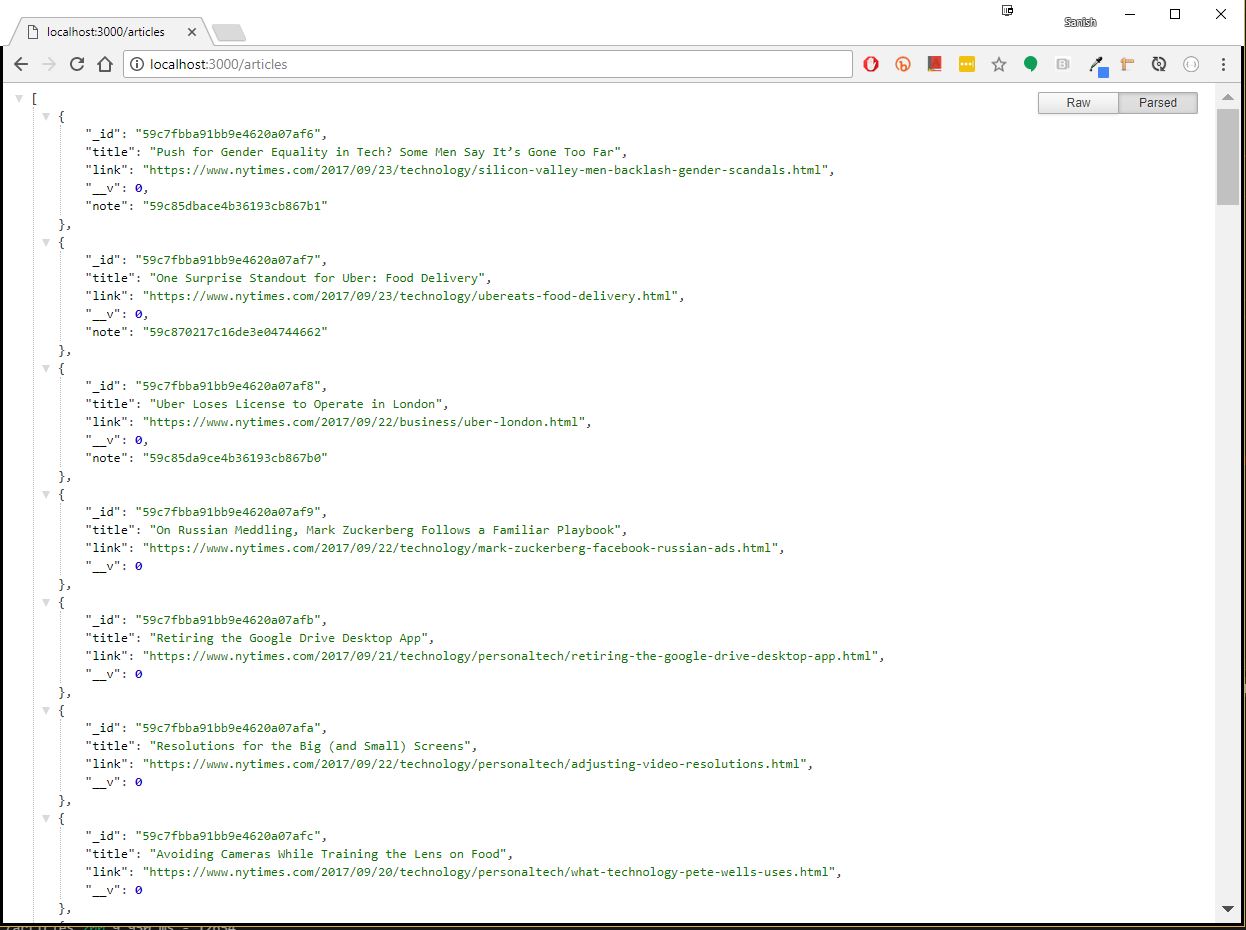 localhost:3000/articles
Sanish
localhost:3000/articles
Raw
Parsed
[
{
"_id": "59c7fbba91bb9e4620a07af6",
"title": "Push for Gender Equality in Tech? Some Men Say It’s Gone Too Far",
"link": "https://www.nytimes.com/2017/09/23/technology/silicon-valley-men-backlash-gender-scandals.html",
"__v": 0,
"note": "59c85dbace4b36193cb867b1"
},
{
"_id": "59c7fbba91bb9e4620a07af7",
"title": "One Surprise Standout for Uber: Food Delivery",
"link": "https://www.nytimes.com/2017/09/23/technology/ubereats-food-delivery.html",
"__v": 0,
"note": "59c870217c16de3e04744662"
},
{
"_id": "59c7fbba91bb9e4620a07af8",
"title": "Uber Loses License to Operate in London",
"link": "https://www.nytimes.com/2017/09/22/business/uber-london.html",
"__v": 0,
"note": "59c85da9ce4b36193cb867b0"
},
{
"_id": "59c7fbba91bb9e4620a07af9",
"title": "On Russian Meddling, Mark Zuckerberg Follows a Familiar Playbook",
"link": "https://www.nytimes.com/2017/09/22/technology/mark-zuckerberg-facebook-russian-ads.html",
"__v": 0
},
{
"_id": "59c7fbba91bb9e4620a07afb",
"title": "Retiring the Google Drive Desktop App",
"link": "https://www.nytimes.com/2017/09/21/technology/personaltech/retiring-the-google-drive-desktop-app.html",
"__v": 0
},
{
"_id": "59c7fbba91bb9e4620a07afa",
"title": "Resolutions for the Big (and Small) Screens",
"link": "https://www.nytimes.com/2017/09/22/technology/personaltech/adjusting-video-resolutions.html",
"__v": 0
},
{
"_id": "59c7fbba91bb9e4620a07afc",
"title": "Avoiding Cameras While Training the Lens on Food",
"link": "https://www.nytimes.com/2017/09/20/technology/personaltech/what-technology-pete-wells-uses.html",
"__v": 0
},